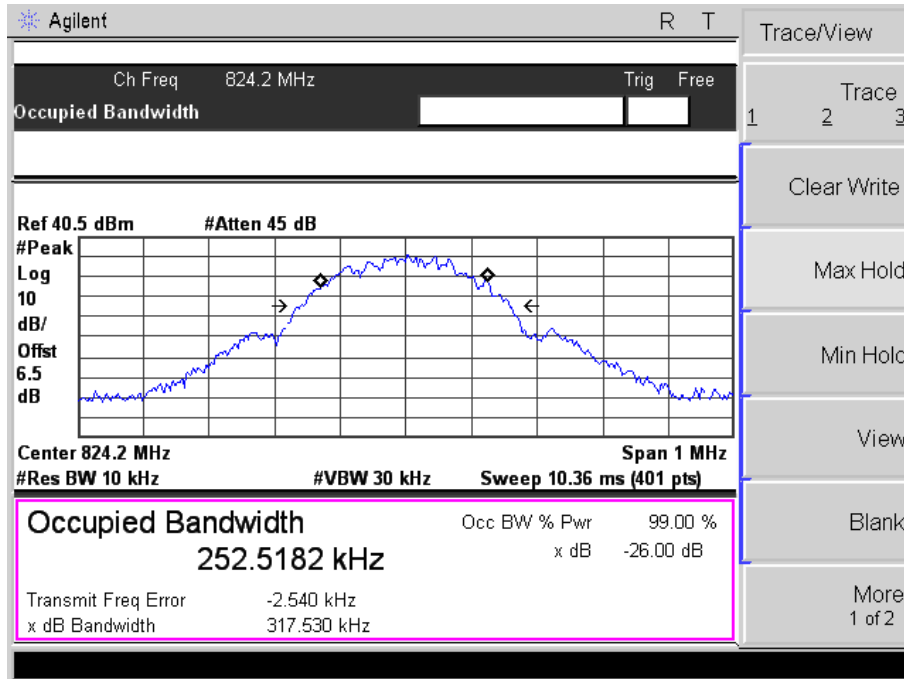 Agilent R T
Ch Freq 824.2 MHz Trig Free
Occupied Bandwidth
Ref 40.5 dBm #Atten 45 dB
#Peak
Log
10
dB/
Offst
6.5
dB
Center 824.2 MHz Span 1 MHz
#Res BW 10 kHz #VBW 30 kHz Sweep 10.36 ms (401 pts)
Occupied Bandwidth
252.5182 kHz
Occ BW % Pwr 99.00 %
x dB -26.00 dB
Transmit Freq Error -2.540 kHz
x dB Bandwidth 317.530 kHz
Trace/View
Trace
1 2 3
Clear Write
Max Hold
Min Hold
View
Blank
More
1 of 2